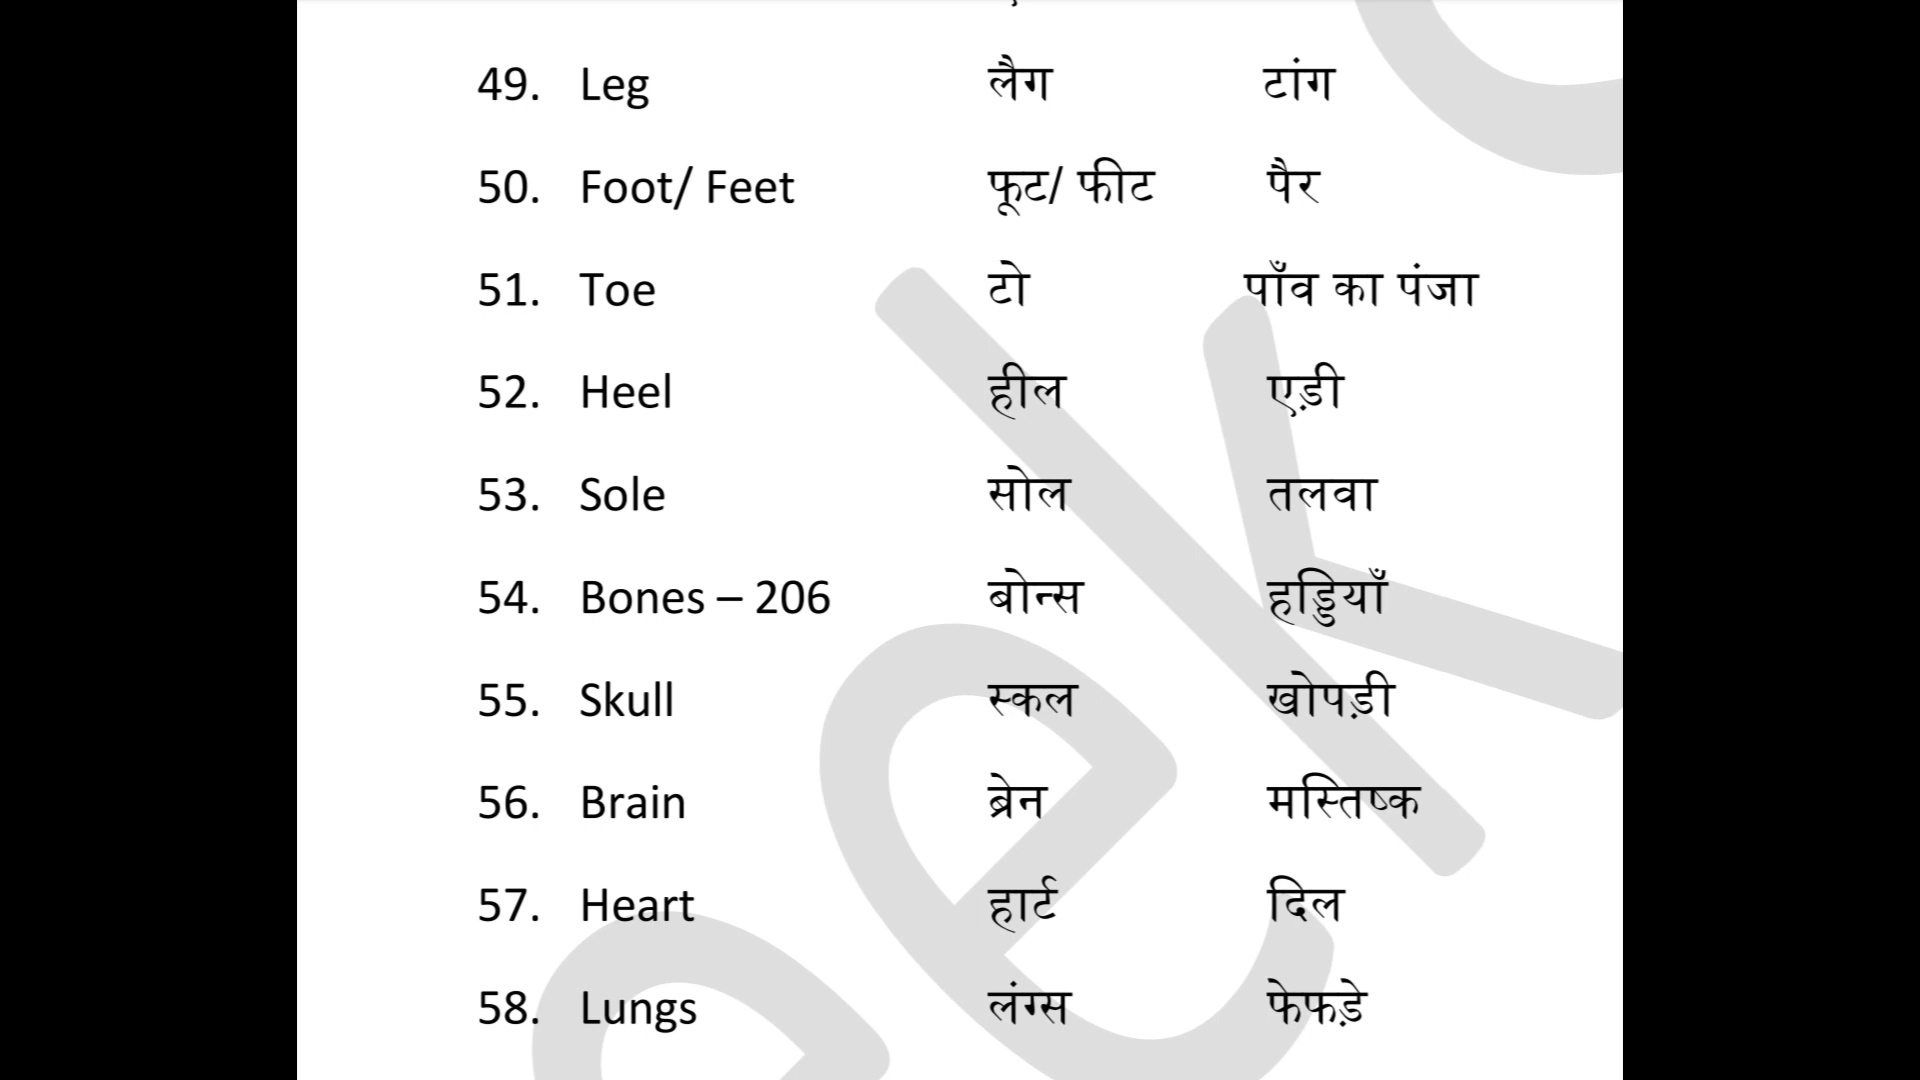 49. Leg लैग टांग
50. Foot/ Feet फूट/ फीट पैर
51. Toe टो पाँव का पंजा
52. Heel हील एड़ी
53. Sole सोल तलवा
54. Bones – 206 बोन्स हड्डियाँ
55. Skull स्कल खोपड़ी
56. Brain ब्रेन मस्तिष्क
57. Heart हार्ट दिल
58. Lungs लंग्स फेफड़े